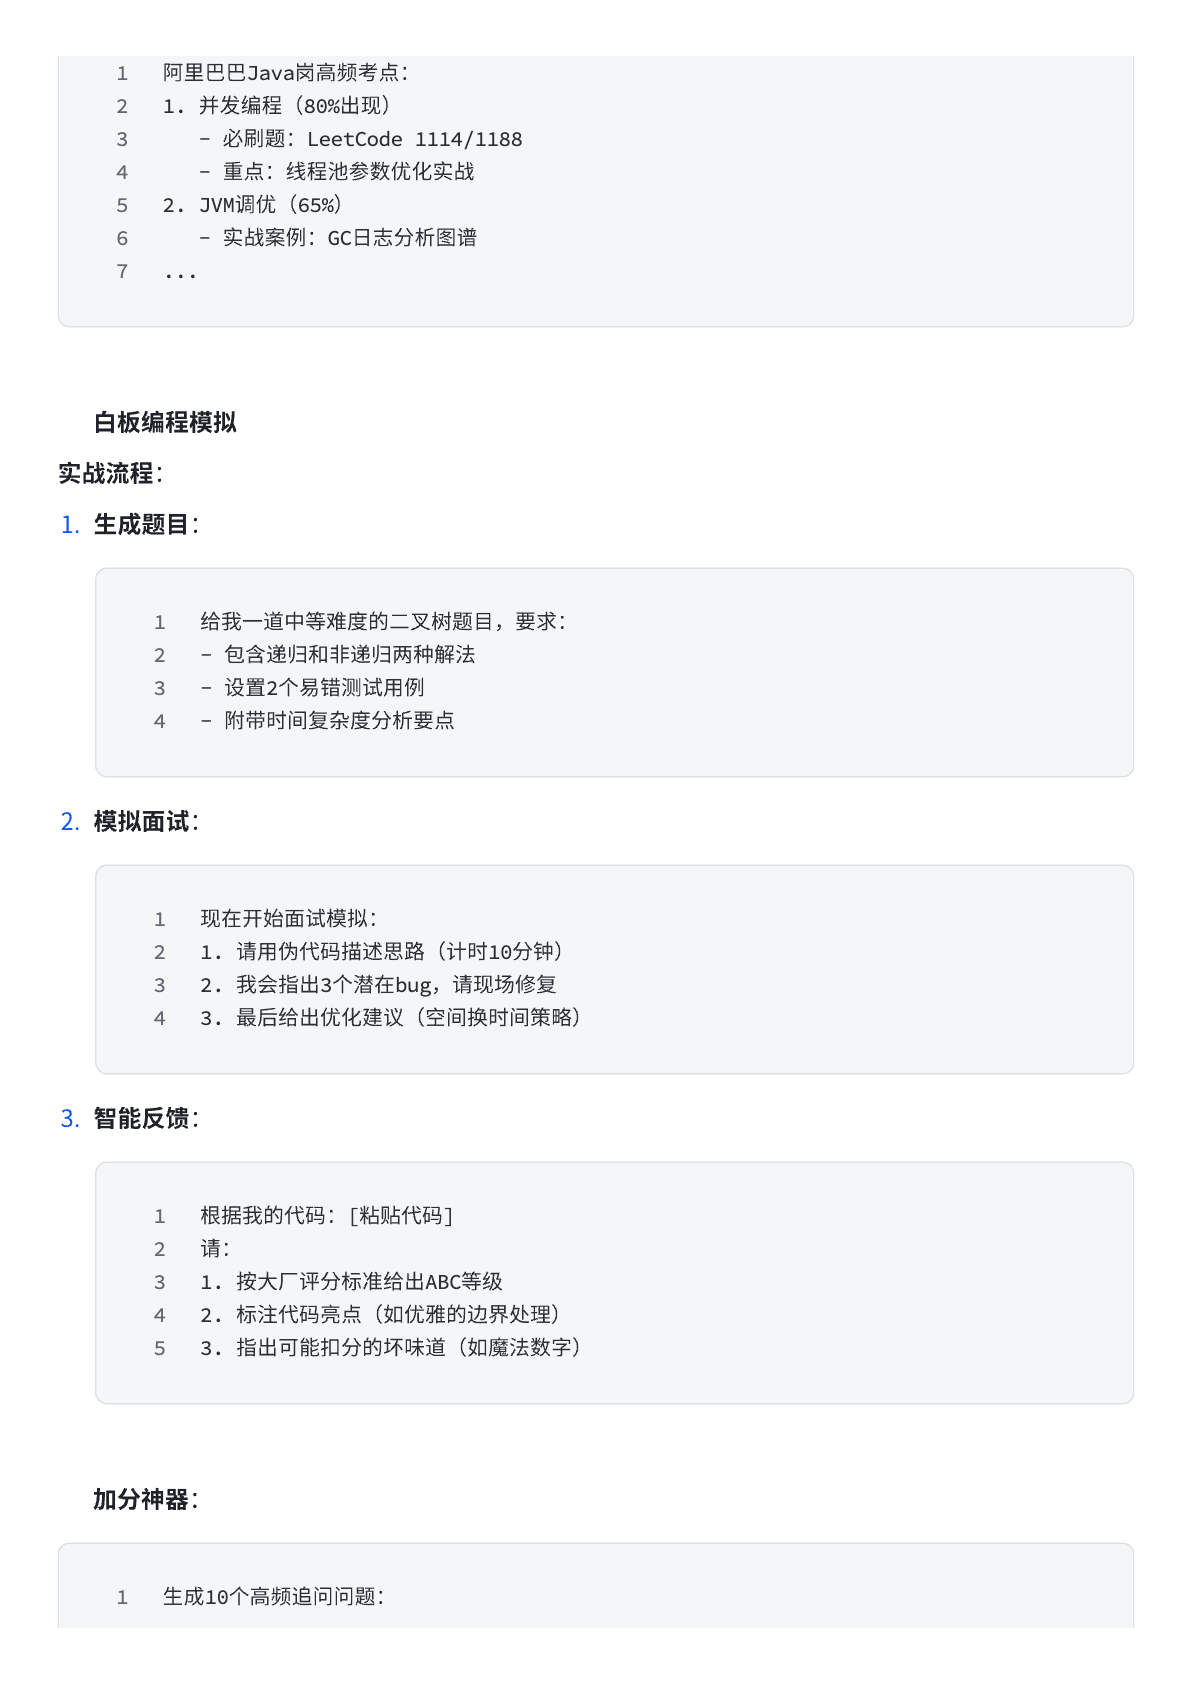 1 阿里巴巴Java岗高频考点：
2 1. 并发编程（80%出现）
3 - 必刷题：LeetCode 1114/1188
4 - 重点：线程池参数优化实战
5 2. JVM调优（65%）
6 - 实战案例：GC日志分析图谱
7 ...
白板编程模拟
实战流程：
1. 生成题目：
1 给我一道中等难度的二叉树题目，要求：
2 - 包含递归和非递归两种解法
3 - 设置2个易错测试用例
4 - 附带时间复杂度分析要点
2. 模拟面试：
1 现在开始面试模拟：
2 1. 请用伪代码描述思路（计时10分钟）
3 2. 我会指出3个潜在bug，请现场修复
4 3. 最后给出优化建议（空间换时间策略）
3. 智能反馈：
1 根据我的代码：[粘贴代码]
2 请：
3 1. 按大厂评分标准给出ABC等级
4 2. 标注代码亮点（如优雅的边界处理）
5 3. 指出可能扣分的坏味道（如魔法数字）
加分神器：
1 生成10个高频追问问题：